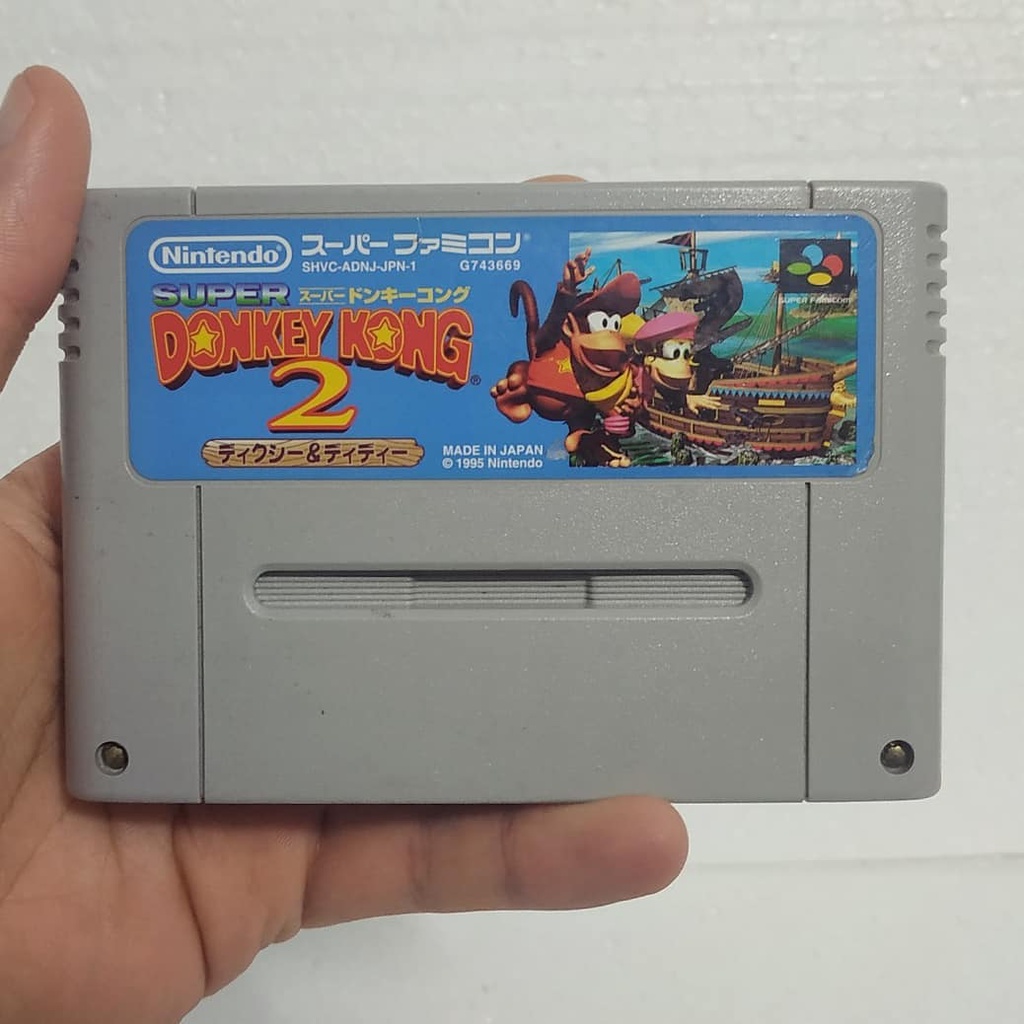 Nintendo®
スーパーファミコン®
SHVC-ADNJ-JPN-1 G743669
SUPER スーパードンキーコング
DONKEY KONG®
2
ディクシー&ディディー
MADE IN JAPAN
© 1995 Nintendo
SUPER FAMICOM